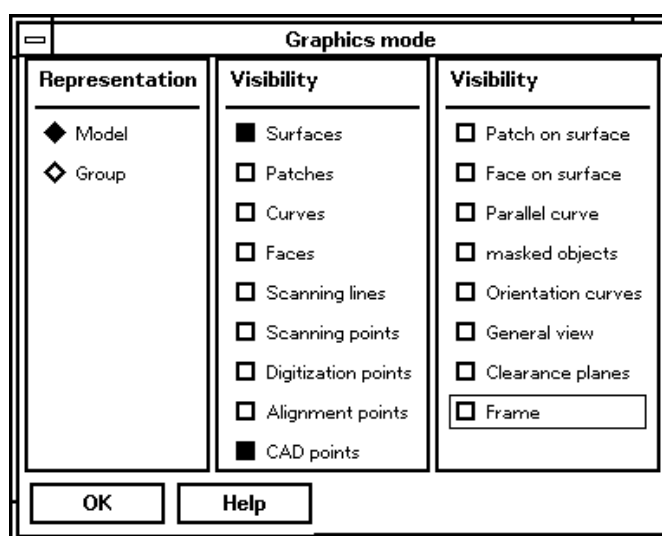 Graphics mode
Representation
Model
Group
Visibility
Surfaces
Patches
Curves
Faces
Scanning lines
Scanning points
Digitization points
Alignment points
CAD points
Visibility
Patch on surface
Face on surface
Parallel curve
masked objects
Orientation curves
General view
Clearance planes
Frame
OK
Help